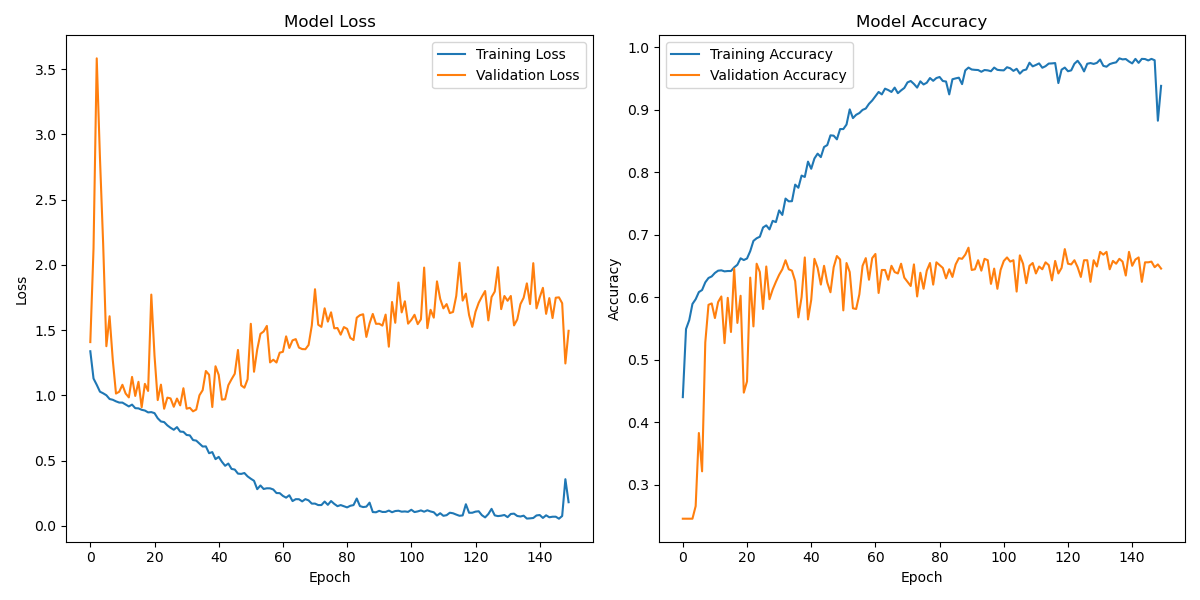 Model Loss
Training Loss
Validation Loss
3.5
3.0
2.5
2.0
1.5
1.0
0.5
0.0
Loss
0 20 40 60 80 100 120 140
Epoch
Model Accuracy
Training Accuracy
Validation Accuracy
1.0
0.9
0.8
0.7
0.6
0.5
0.4
0.3
Accuracy
0 20 40 60 80 100 120 140
Epoch